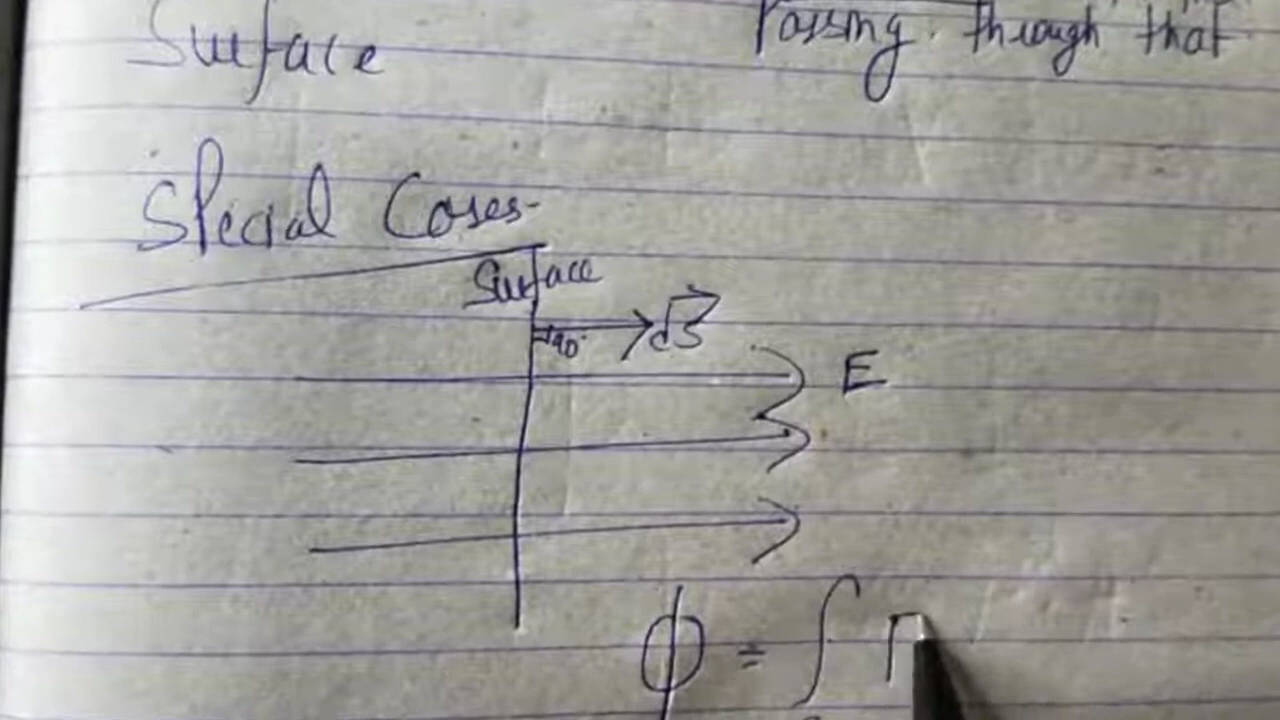 Passing through that
Surface
Special Cases-
Surface
90° dS
E
ϕ = ∫